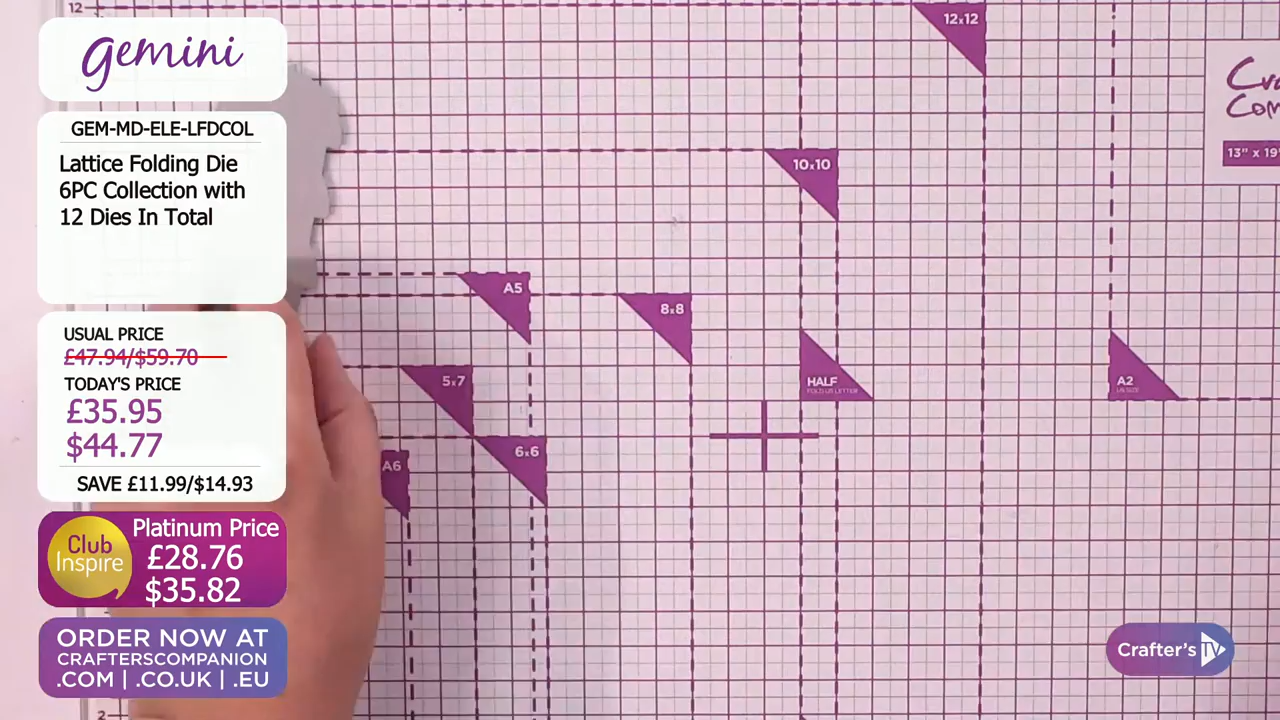 gemini
GEM-MD-ELE-LFDCOL
Lattice Folding Die
6PC Collection with
12 Dies In Total
USUAL PRICE
£47.94/$59.70
TODAY'S PRICE
£35.95
$44.77
SAVE £11.99/$14.93
Club
Inspire
Platinum Price
£28.76
$35.82
ORDER NOW AT
CRAFTERSCOMPANION
.COM | .CO.UK | .EU
12
12x12
10x10
A5
8x8
5x7
HALF
A2
6x6
A6
2
13" x 19"
Crafter's TV